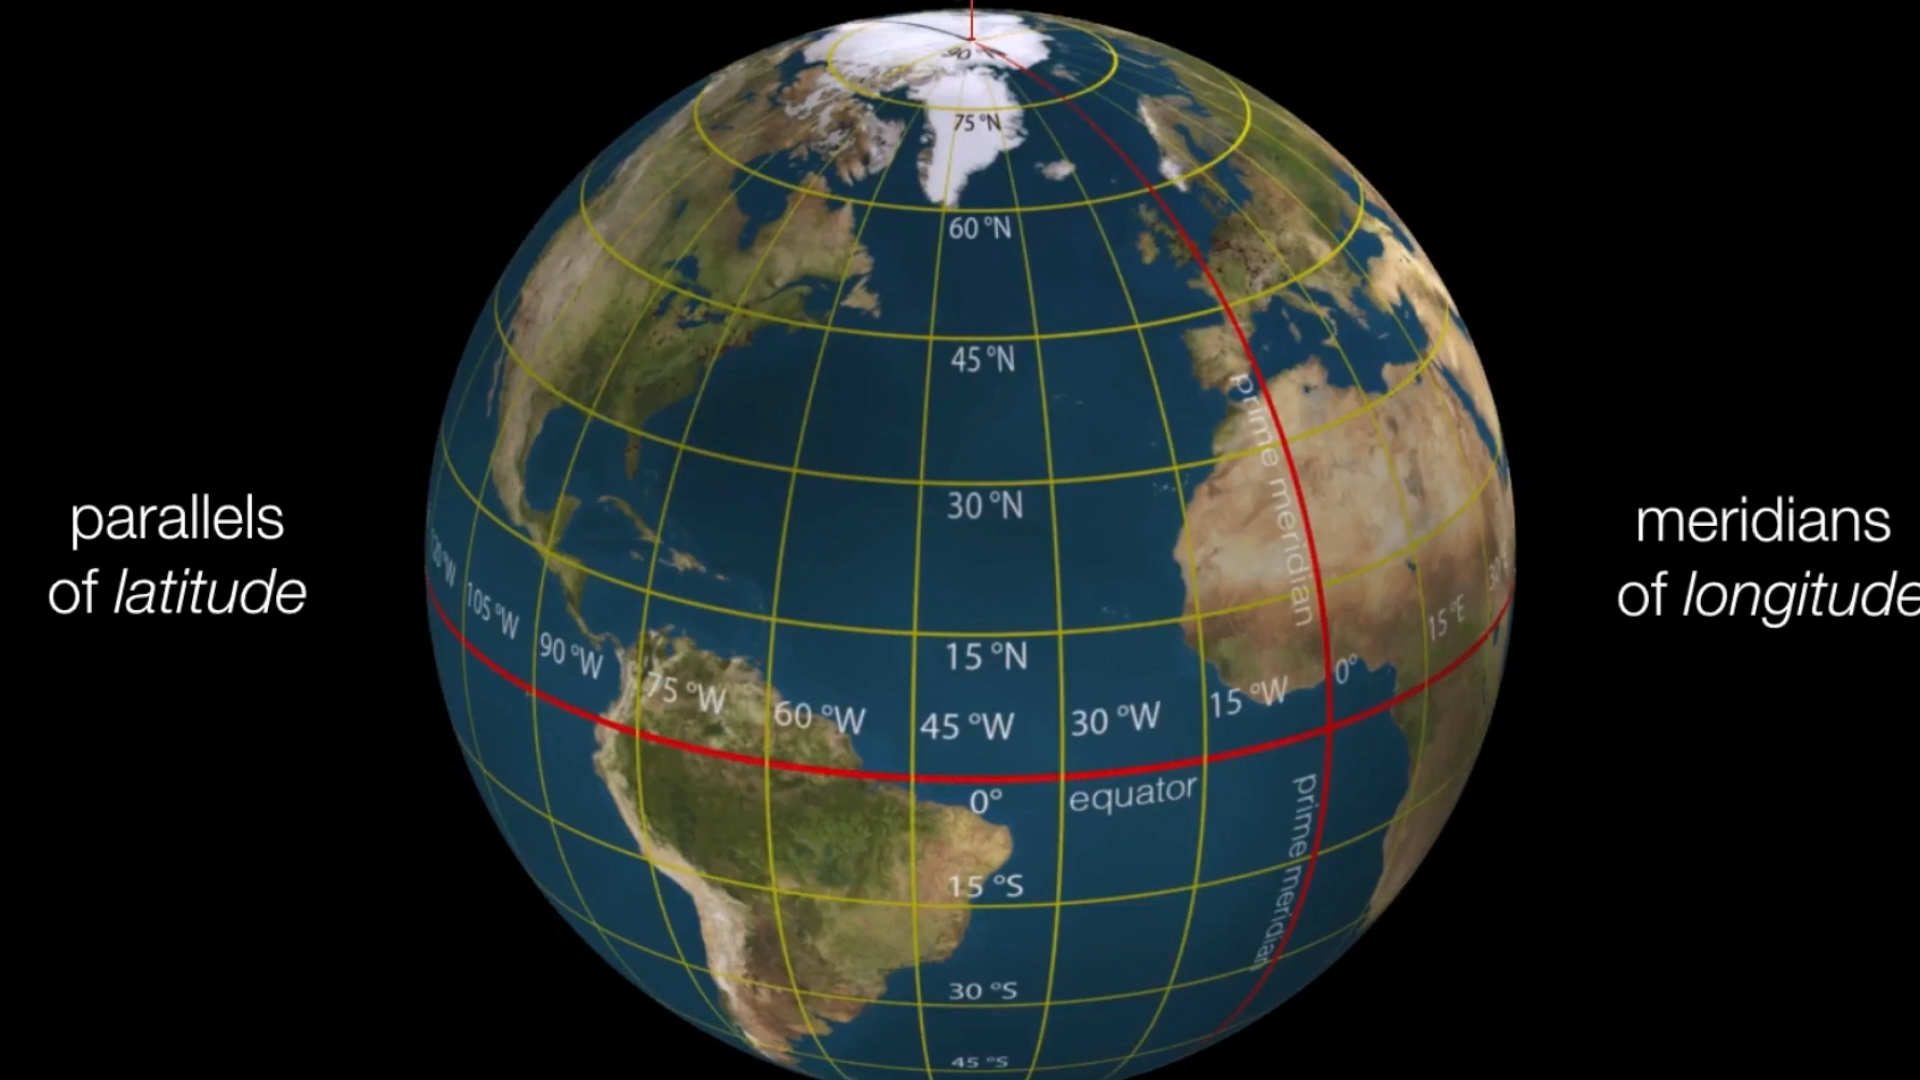 90°
75 °N
60 °N
45 °N
30 °N
15 °N
parallels
of latitude
meridians
of longitude
105 °W
90 °W
75 °W
60 °W
45 °W
30 °W
15 °W
0°
15 °E
prime meridian
0°
equator
prime meridian
15 °S
30 °S
45 °S